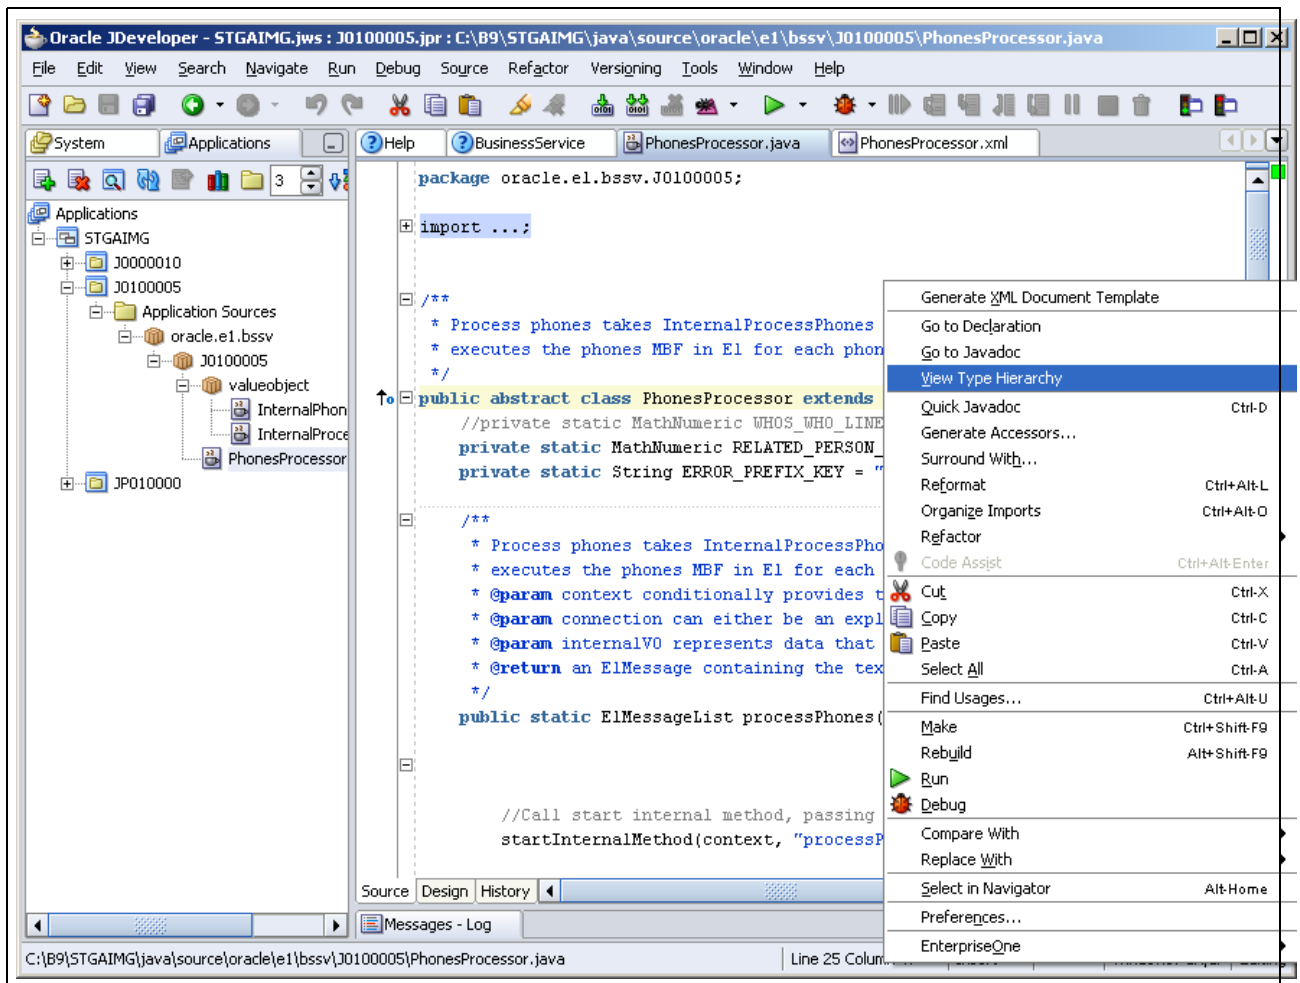 Oracle JDeveloper - STGAIMG.jws : J0100005.jpr : C:\B9\STGAIMG\java\source\oracle\e1\bssv\J0100005\PhonesProcessor.java
File Edit View Search Navigate Run Debug Source Refactor Versioning Tools Window Help
System Applications
Help BusinessService PhonesProcessor.java PhonesProcessor.xml
3
Applications
STGAIMG
J0000010
J0100005
Application Sources
oracle.e1.bssv
J0100005
valueobject
InternalPhon
InternalProce
PhonesProcessor
JP010000
package oracle.e1.bssv.J0100005;
import ...;
/**
* Process phones takes InternalProcessPhones
* executes the phones MBF in E1 for each phon
*/
public abstract class PhonesProcessor extends
//private static MathNumeric WHOS_WHO_LINE
private static MathNumeric RELATED_PERSON_
private static String ERROR_PREFIX_KEY = "
/**
* Process phones takes InternalProcessPho
* executes the phones MBF in E1 for each
* @param context conditionally provides t
* @param connection can either be an expl
* @param internalVO represents data that
* @return an E1Message containing the tex
*/
public static E1MessageList processPhones(
//Call start internal method, passing
startInternalMethod(context, "processP
Generate XML Document Template
Go to Declaration
Go to Javadoc
View Type Hierarchy
Quick Javadoc Ctrl-D
Generate Accessors...
Surround With...
Reformat Ctrl+Alt-L
Organize Imports Ctrl+Alt-O
Refactor
Code Assist Ctrl+Alt-Enter
Cut Ctrl-X
Copy Ctrl-C
Paste Ctrl-V
Select All Ctrl-A
Find Usages... Ctrl+Alt-U
Make Ctrl+Shift-F9
Rebuild Alt+Shift-F9
Run
Debug
Compare With
Replace With
Select in Navigator Alt-Home
Preferences...
EnterpriseOne
Source Design History
Messages - Log
C:\B9\STGAIMG\java\source\oracle\e1\bssv\J0100005\PhonesProcessor.java
Line 25 Colum